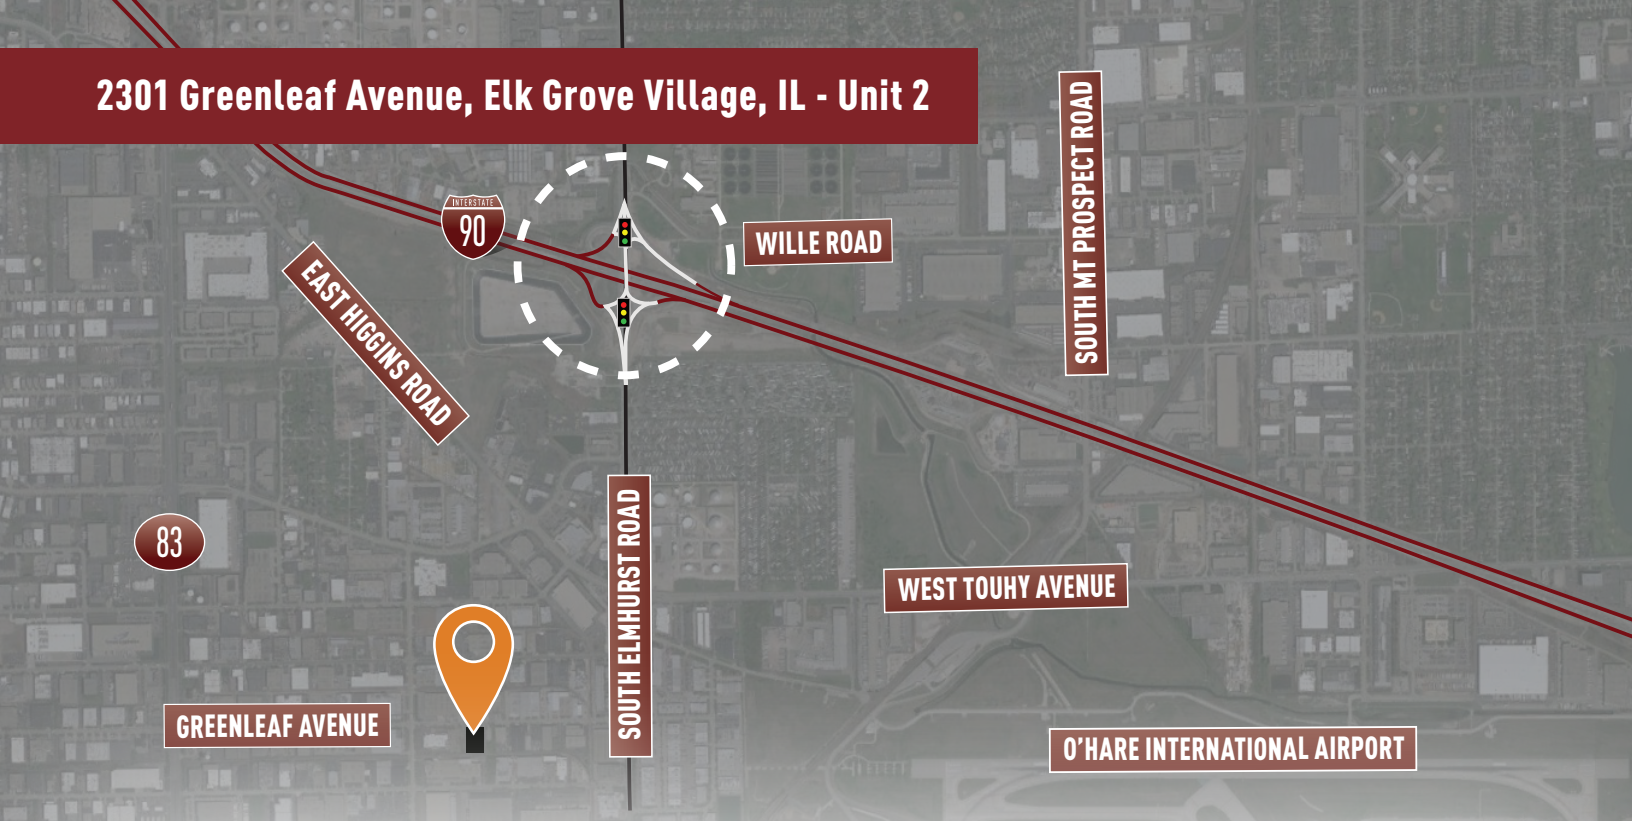 2301 Greenleaf Avenue, Elk Grove Village, IL - Unit 2
SOUTH MT PROSPECT ROAD
INTERSTATE
90
WILLE ROAD
EAST HIGGINS ROAD
83
SOUTH ELMHURST ROAD
WEST TOUHY AVENUE
GREENLEAF AVENUE
O'HARE INTERNATIONAL AIRPORT